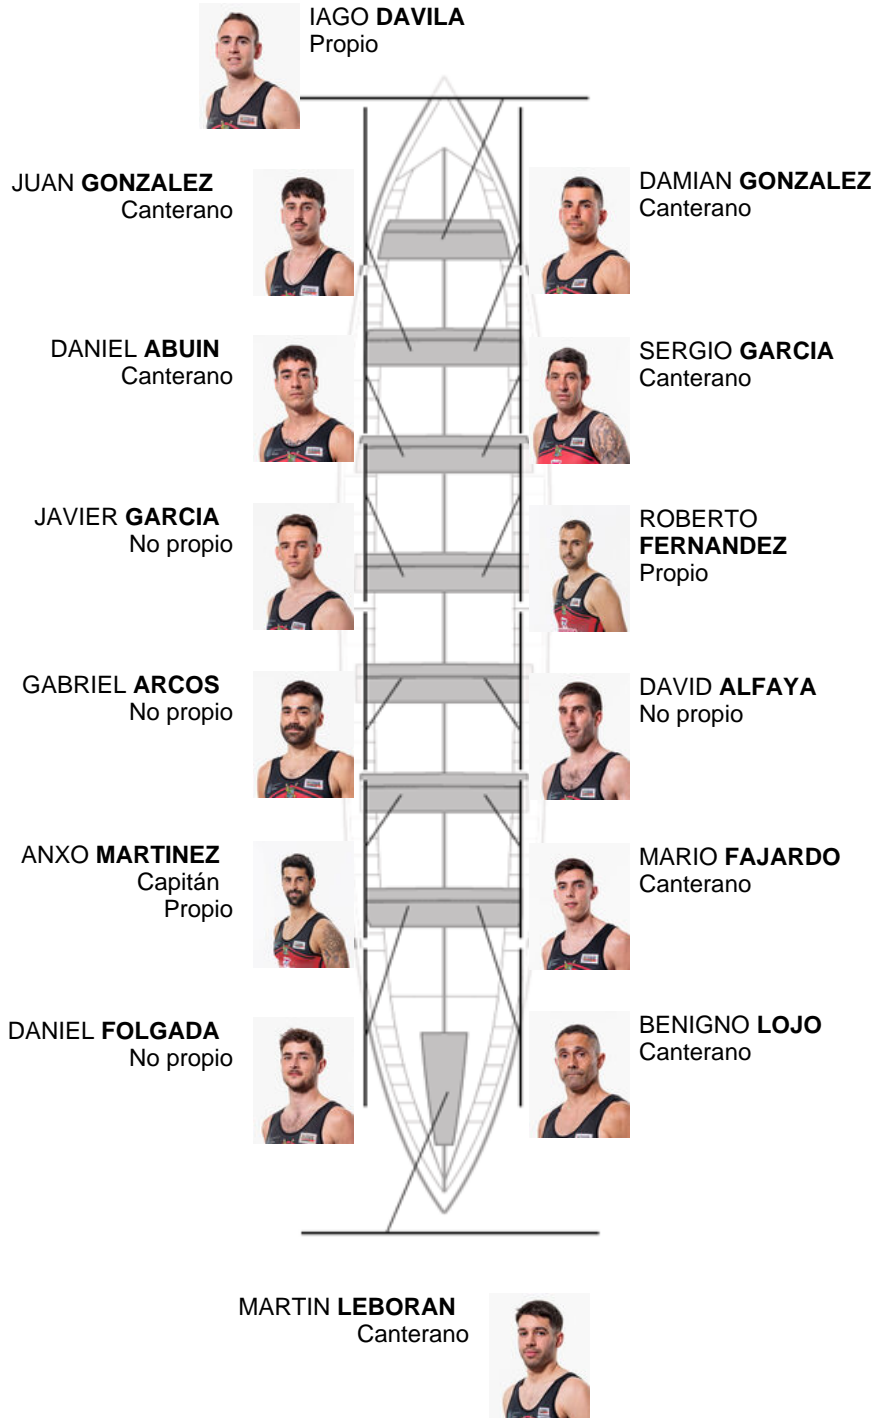 IAGO DAVILA
Propio
JUAN GONZALEZ
Canterano
DAMIAN GONZALEZ
Canterano
DANIEL ABUIN
Canterano
SERGIO GARCIA
Canterano
JAVIER GARCIA
No propio
ROBERTO
FERNANDEZ
Propio
GABRIEL ARCOS
No propio
DAVID ALFAYA
No propio
ANXO MARTINEZ
Capitán
Propio
MARIO FAJARDO
Canterano
DANIEL FOLGADA
No propio
BENIGNO LOJO
Canterano
MARTIN LEBORAN
Canterano